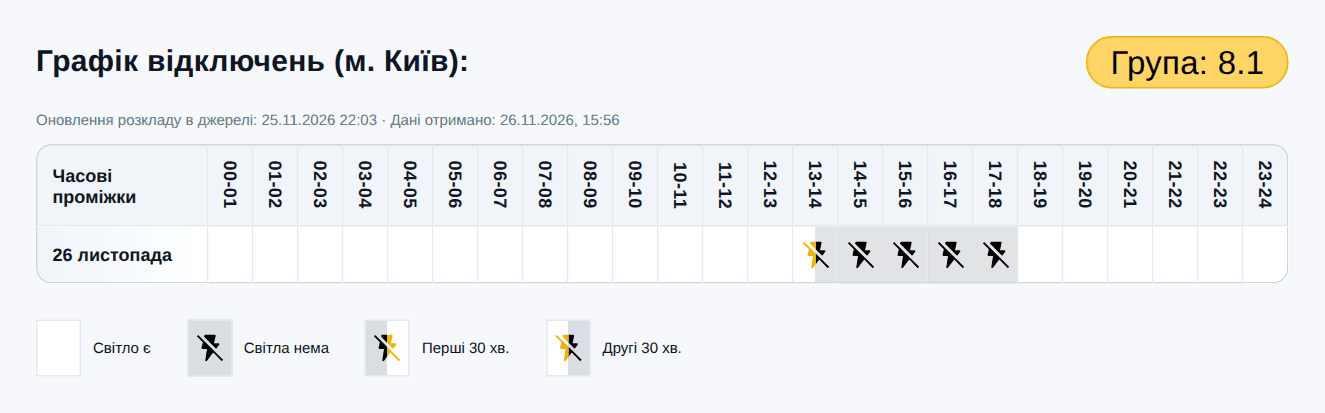 Графік відключень (м. Київ):
Група: 8.1
Оновлення розкладу в джерелі: 25.11.2026 22:03 · Дані отримано: 26.11.2026, 15:56
Часові
проміжки
00-01
01-02
02-03
03-04
04-05
05-06
06-07
07-08
08-09
09-10
10-11
11-12
12-13
13-14
14-15
15-16
16-17
17-18
18-19
19-20
20-21
21-22
22-23
23-24
26 листопада
Світло є
Світла нема
Перші 30 хв.
Другі 30 хв.